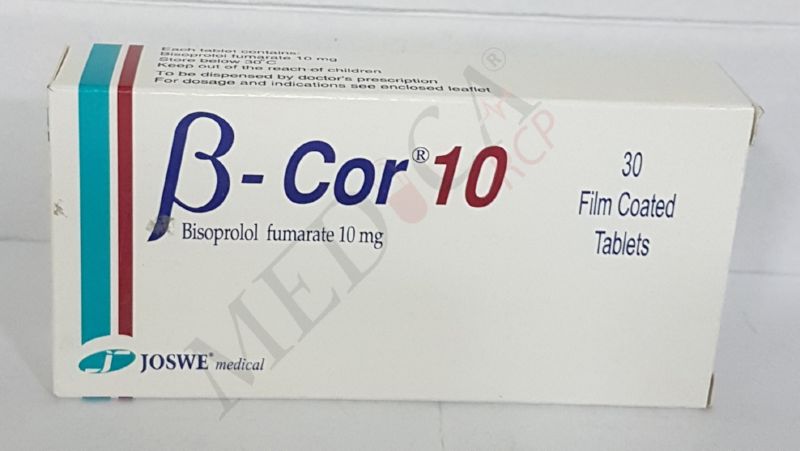 Each tablet contains:
Bisoprolol fumarate 10 mg
Store below 30°C
Keep out of the reach of children
To be dispensed by doctor's prescription
For dosage and indications see enclosed leaflet
β-Cor® 10
Bisoprolol fumarate 10 mg
30
Film Coated
Tablets
JOSWE® medical
MEDICA®
HCP